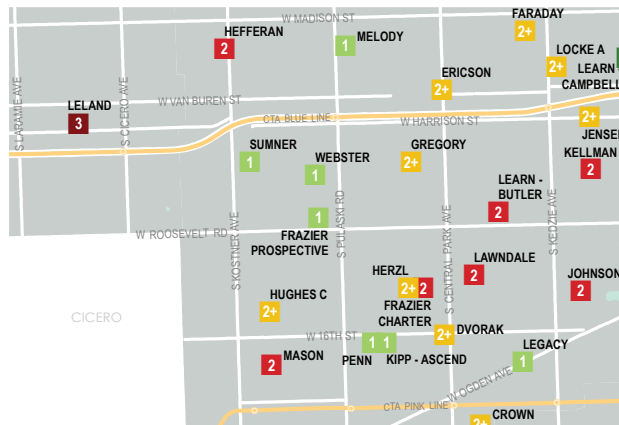 W MADISON ST
FARADAY
2+
HEFFERAN
2
MELODY
1
LOCKE A
2+
LEARN
CAMPBELL
ERICSON
2+
S LARAMIE AVE
S CICERO AVE
LELAND
3
W VAN BUREN ST
CTA BLUE LINE
W HARRISON ST
2+
JENSE
KELLMAN
2
SUMNER
1
WEBSTER
1
GREGORY
2+
LEARN -
BUTLER
2
S KOSTNER AVE
S PULASKI RD
S CENTRAL PARK AVE
S KEDZIE AVE
W ROOSEVELT RD
1
FRAZIER
PROSPECTIVE
HERZL
2+
2
FRAZIER
CHARTER
LAWNDALE
2
JOHNSON
2
HUGHES C
2+
CICERO
W 16TH ST
1
1
PENN
KIPP - ASCEND
DVORAK
2+
LEGACY
1
MASON
2
W OGDEN AVE
CTA PINK LINE
CROWN
2+